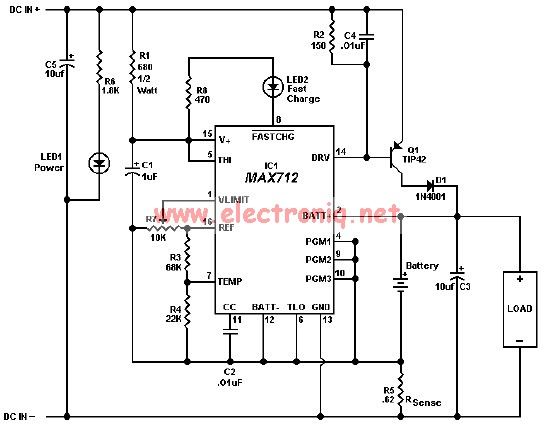 DC IN +
C5
10uf
R6
1.8K
R1
680
1/2
Watt
R8
470
LED2
Fast
Charge
R2
150
C4
.01uF
LED1
Power
C1
1uF
8
FASTCHG
15
V+
5
THI
IC1
MAX712
DRV
14
Q1
TIP42
D1
1N4001
1
VLIMIT
www.electroniq.net
BATT+
2
R7
10K
16
REF
R3
68K
7
TEMP
R4
22K
PGM1
4
PGM2
9
PGM3
10
Battery
10uf
C3
LOAD
CC
BATT-
TLO
GND
11
12
6
13
C2
.01uF
R5
.62
R
Sense
DC IN −